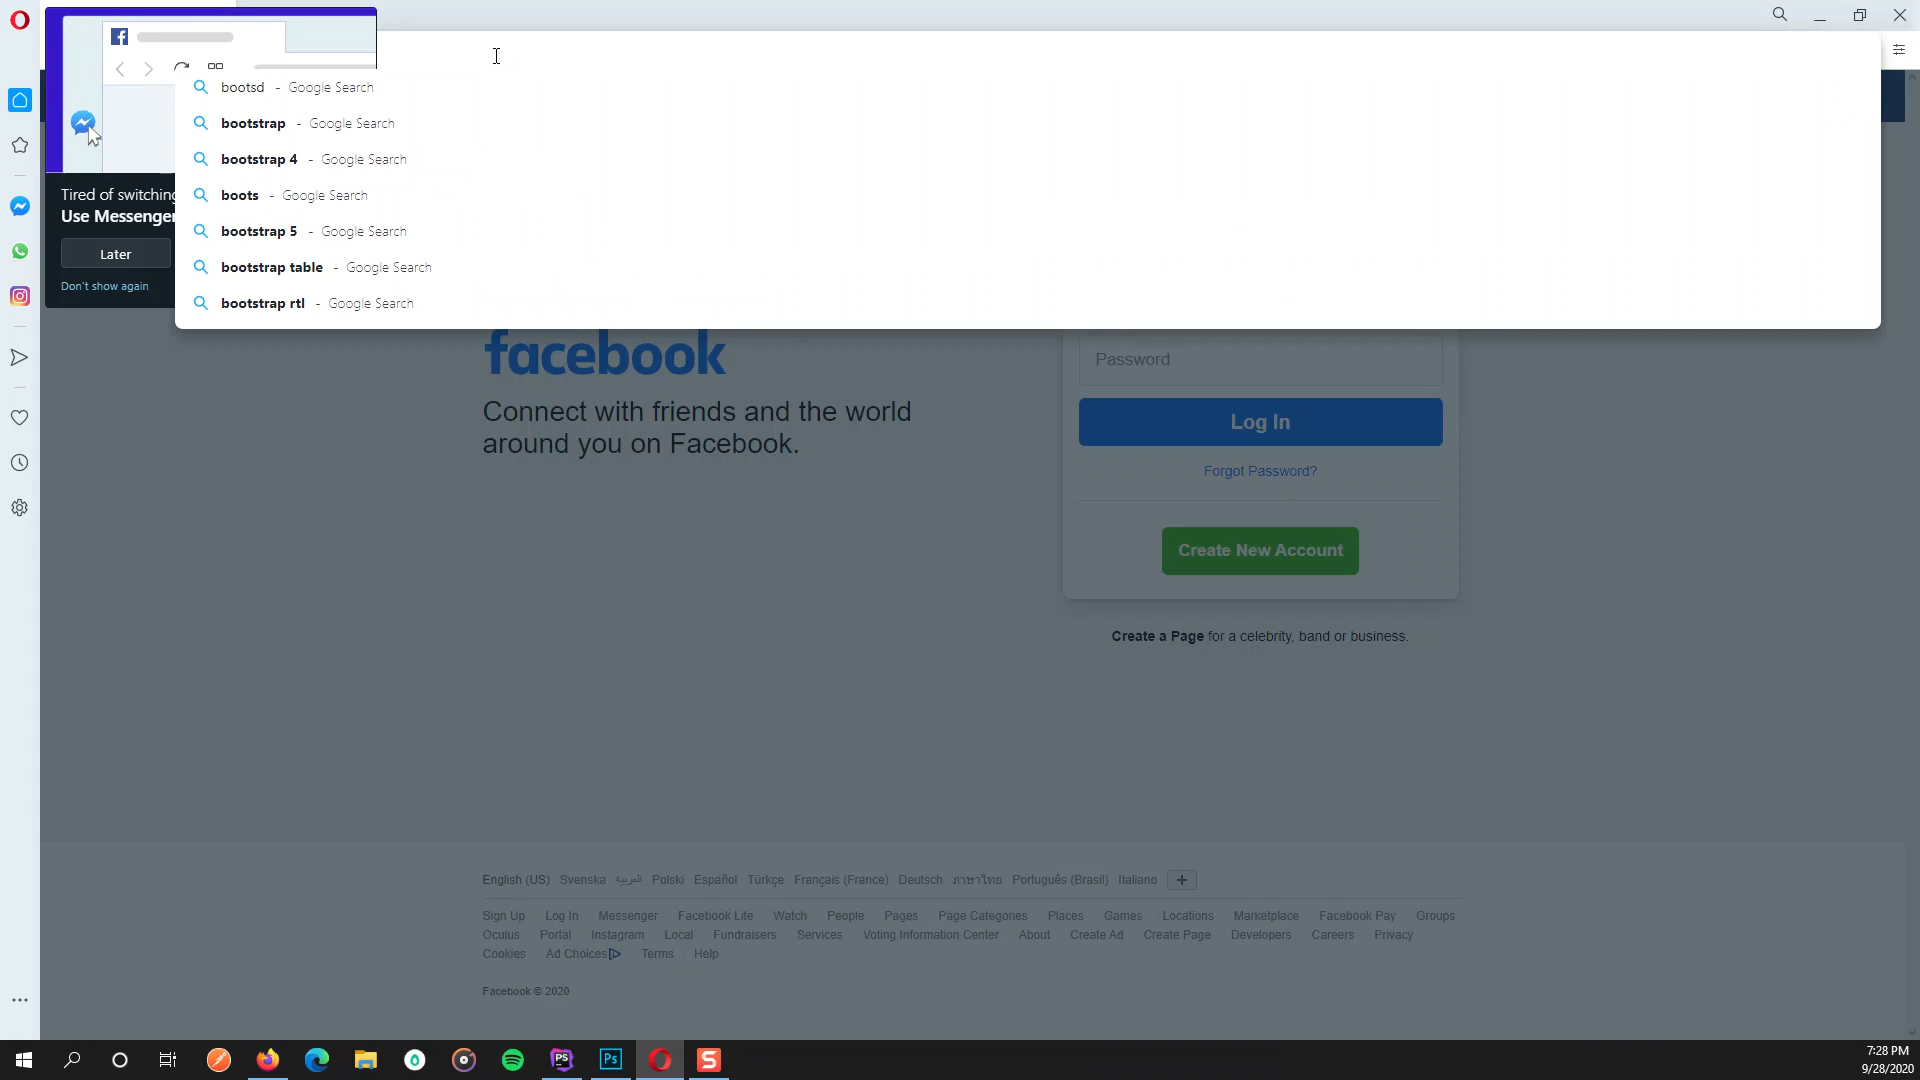 bootsd - Google Search
bootstrap - Google Search
bootstrap 4 - Google Search
boots - Google Search
bootstrap 5 - Google Search
bootstrap table - Google Search
bootstrap rtl - Google Search
Tired of switching
Use Messenger
Later
Don't show again
facebook
Connect with friends and the world
around you on Facebook.
Password
Log In
Forgot Password?
Create New Account
Create a Page for a celebrity, band or business.
English (US) Svenska العربية Polski Español Türkçe Français (France) Deutsch ภาษาไทย Português (Brasil) Italiano +
Sign Up Log In Messenger Facebook Lite Watch People Pages Page Categories Places Games Locations Marketplace Facebook Pay Groups
Oculus Portal Instagram Local Fundraisers Services Voting Information Center About Create Ad Create Page Developers Careers Privacy
Cookies Ad Choices Terms Help
Facebook © 2020
PS
Ps
S
7:28 PM
9/28/2020